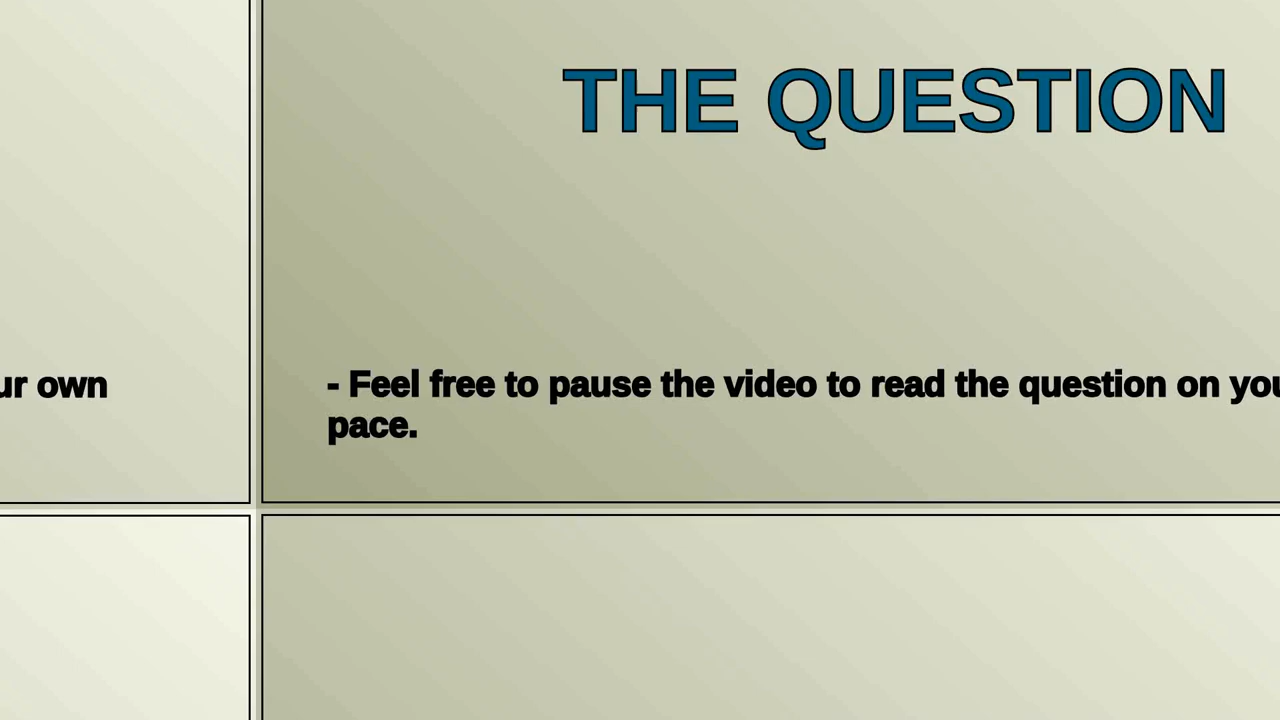 THE QUESTION
ur own
- Feel free to pause the video to read the question on you
pace.